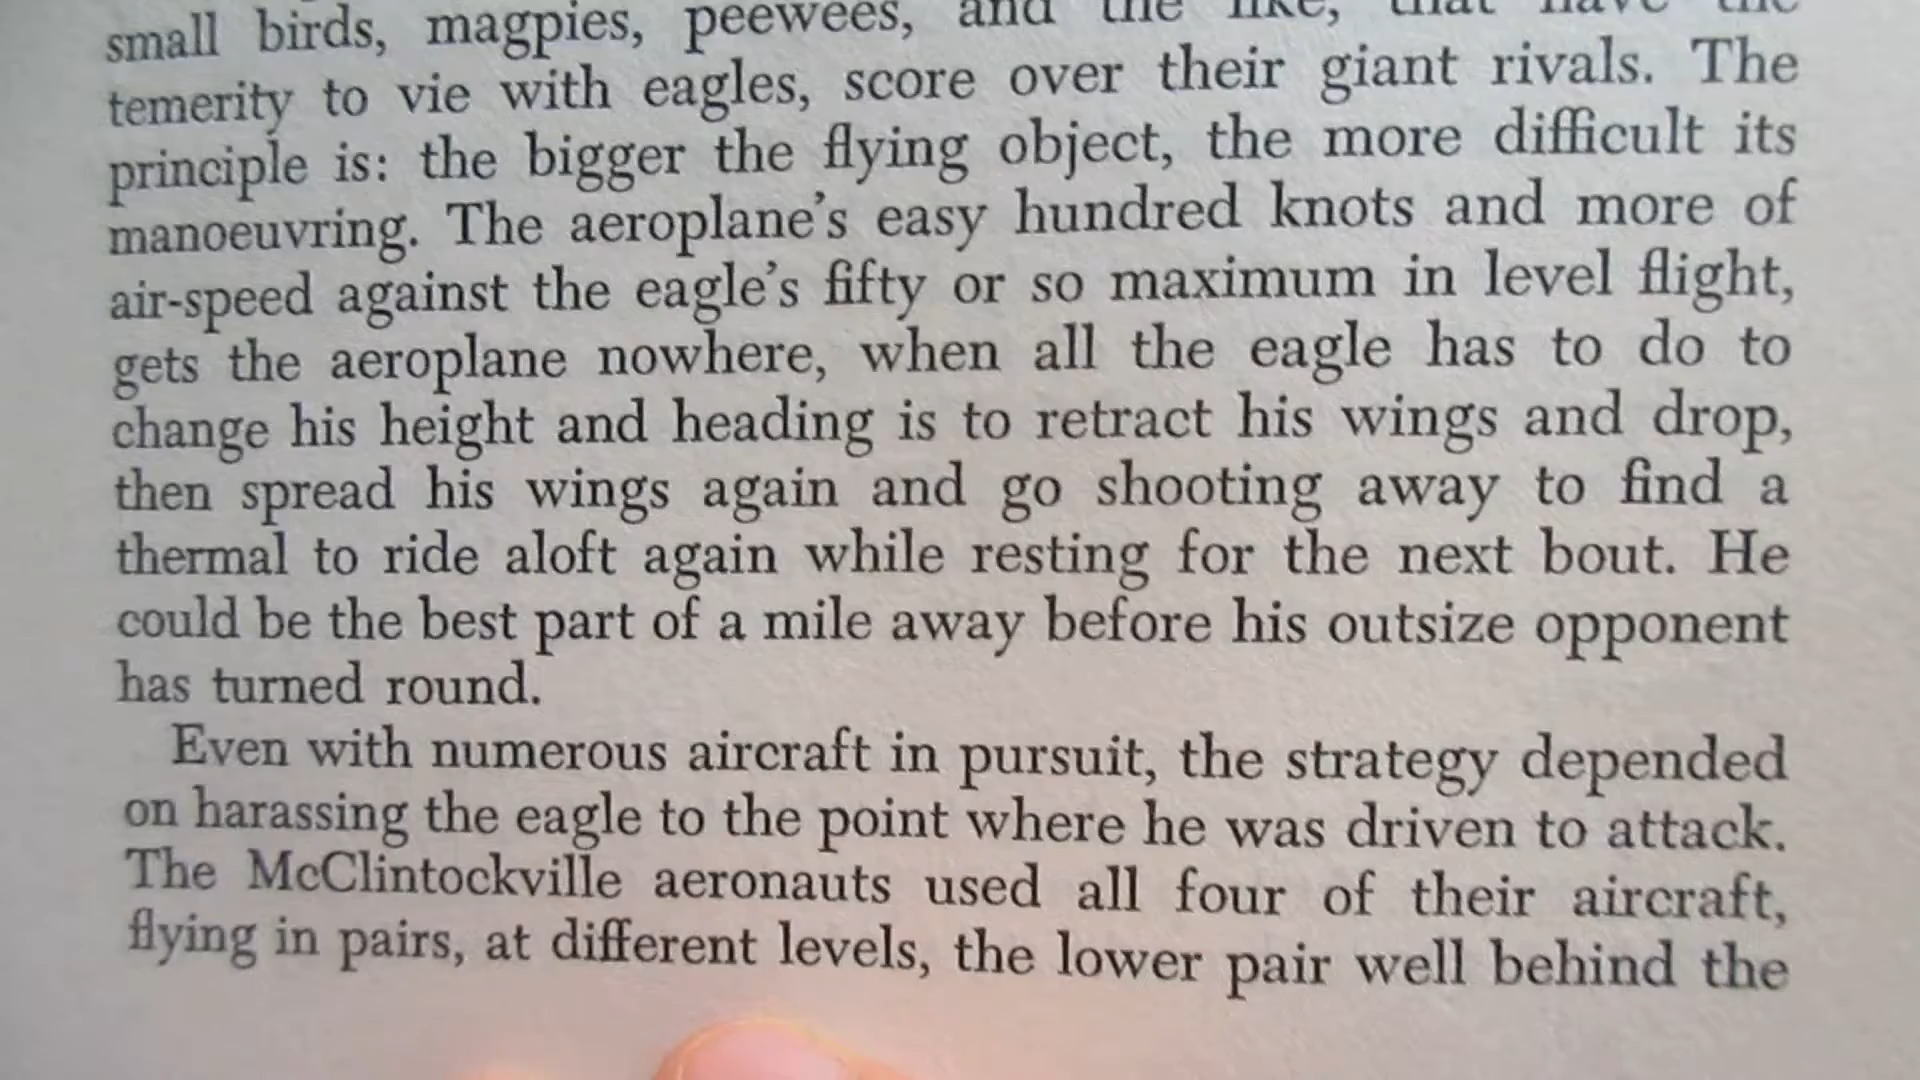 small birds, magpies, peewees, and the like, that have the
temerity to vie with eagles, score over their giant rivals. The
principle is: the bigger the flying object, the more difficult its
manoeuvring. The aeroplane's easy hundred knots and more of
air-speed against the eagle's fifty or so maximum in level flight,
gets the aeroplane nowhere, when all the eagle has to do to
change his height and heading is to retract his wings and drop,
then spread his wings again and go shooting away to find a
thermal to ride aloft again while resting for the next bout. He
could be the best part of a mile away before his outsize opponent
has turned round.
Even with numerous aircraft in pursuit, the strategy depended
on harassing the eagle to the point where he was driven to attack.
The McClintockville aeronauts used all four of their aircraft,
flying in pairs, at different levels, the lower pair well behind the